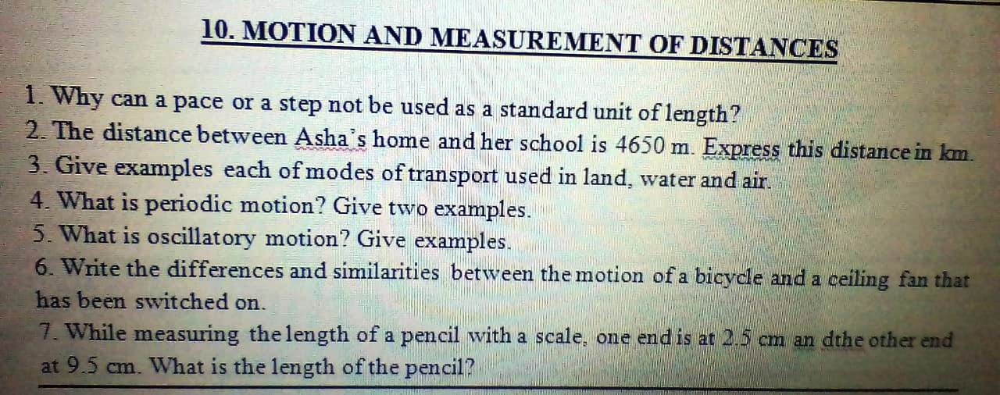 10. MOTION AND MEASUREMENT OF DISTANCES
1. Why can a pace or a step not be used as a standard unit of length?
2. The distance between Asha's home and her school is 4650 m. Express this distance in km.
3. Give examples each of modes of transport used in land, water and air.
4. What is periodic motion? Give two examples.
5. What is oscillatory motion? Give examples.
6. Write the differences and similarities between the motion of a bicycle and a ceiling fan that
has been switched on.
7. While measuring the length of a pencil with a scale, one end is at 2.5 cm an dthe other end
at 9.5 cm. What is the length of the pencil?